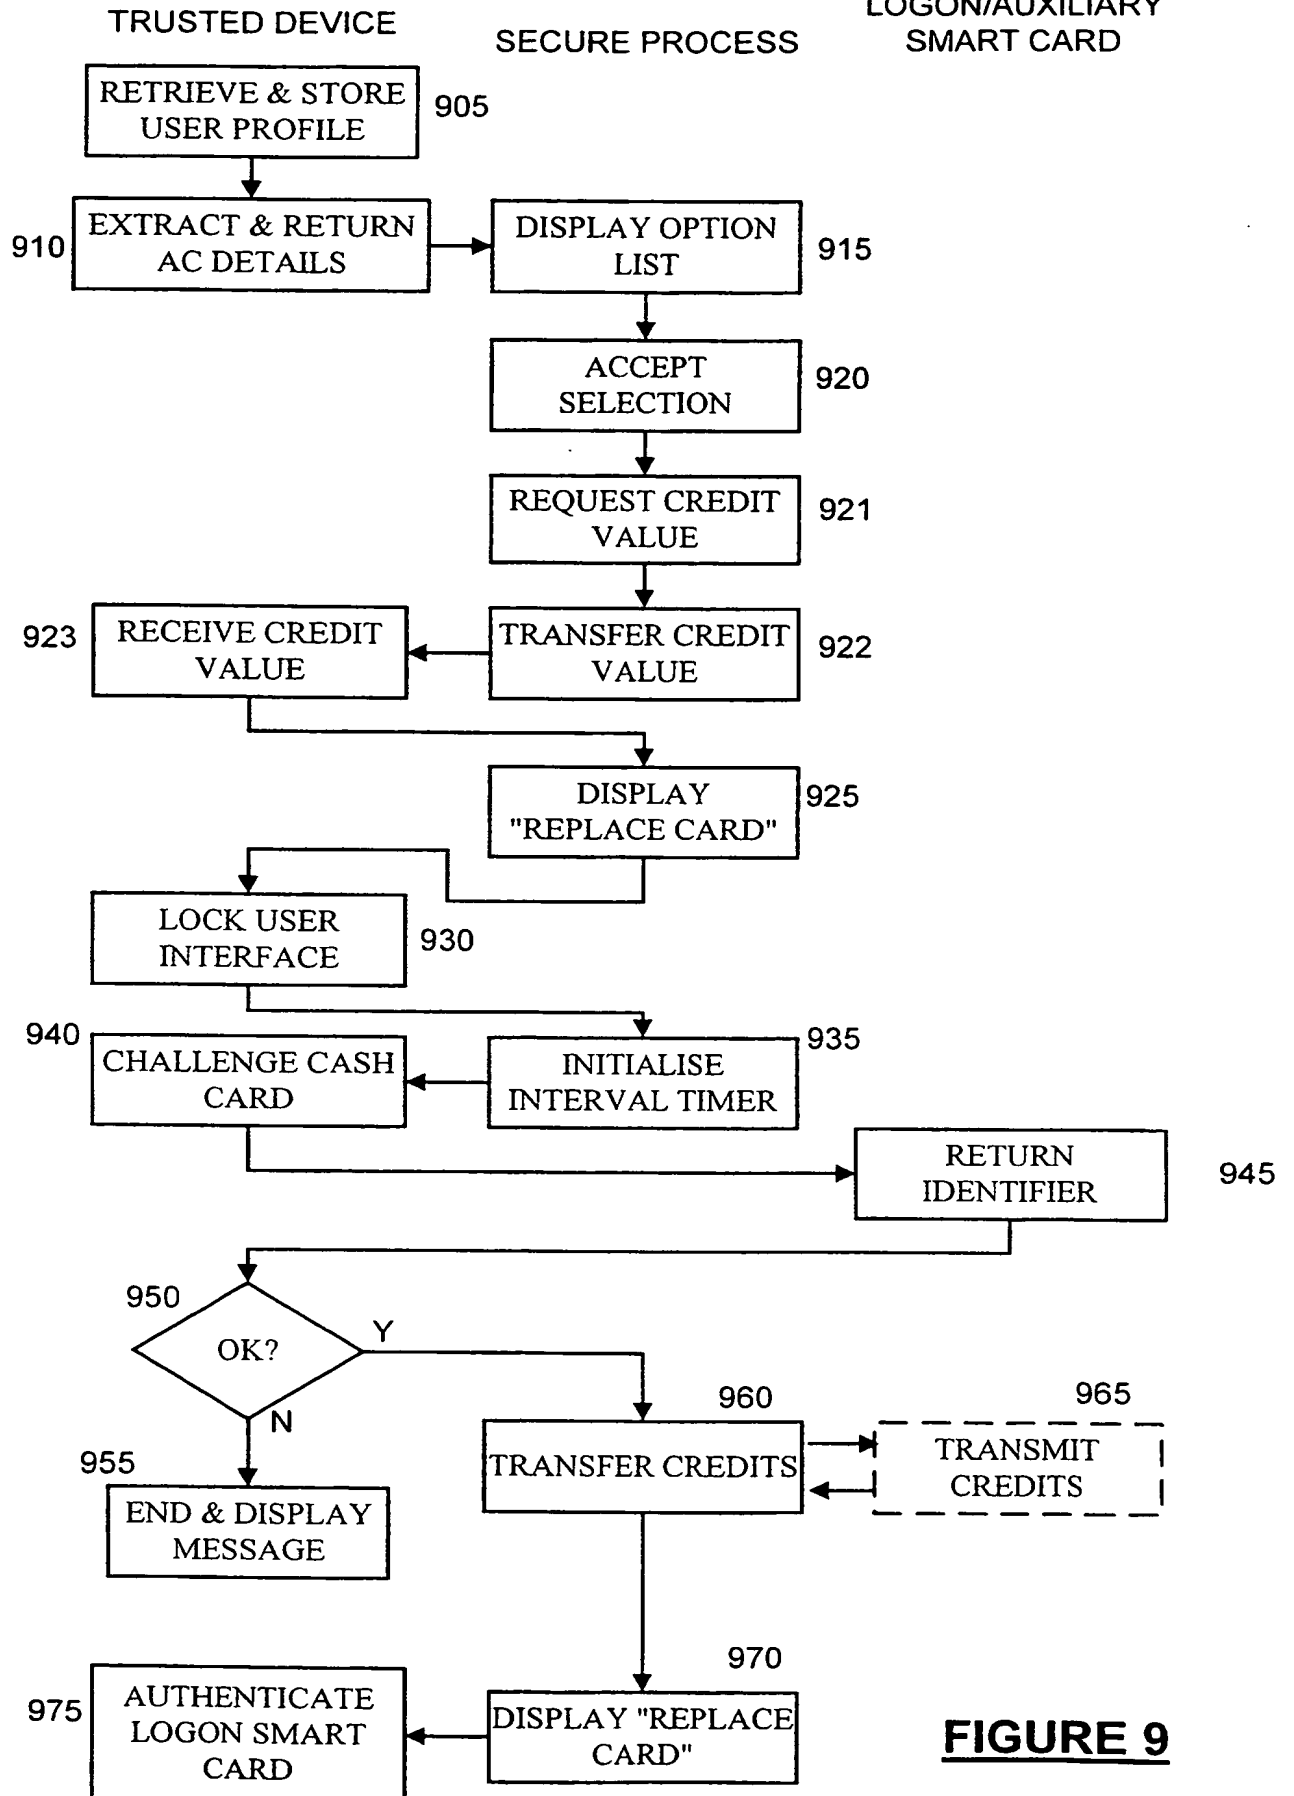 TRUSTED DEVICE
SECURE PROCESS
LOGON/AUXILIARY
SMART CARD
RETRIEVE & STORE
USER PROFILE
905
910
EXTRACT & RETURN
AC DETAILS
DISPLAY OPTION
LIST
915
ACCEPT
SELECTION
920
REQUEST CREDIT
VALUE
921
923
RECEIVE CREDIT
VALUE
TRANSFER CREDIT
VALUE
922
DISPLAY
"REPLACE CARD"
925
LOCK USER
INTERFACE
930
940
CHALLENGE CASH
CARD
INITIALISE
INTERVAL TIMER
935
RETURN
IDENTIFIER
945
950
OK?
Y
N
955
END & DISPLAY
MESSAGE
960
TRANSFER CREDITS
965
TRANSMIT
CREDITS
970
DISPLAY "REPLACE
CARD"
975
AUTHENTICATE
LOGON SMART
CARD
FIGURE 9